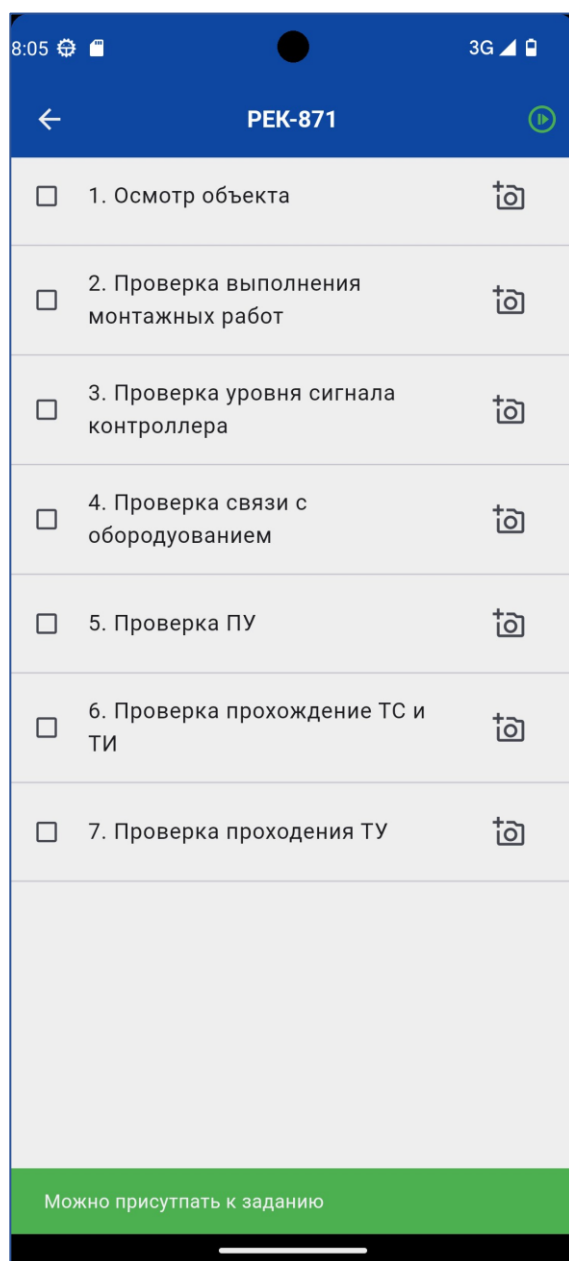 8:05
3G
РЕК-871
1. Осмотр объекта
2. Проверка выполнения
монтажных работ
3. Проверка уровня сигнала
контроллера
4. Проверка связи с
обородуованием
5. Проверка ПУ
6. Проверка прохождение ТС и
ТИ
7. Проверка проходения ТУ
Можно присутпать к заданию